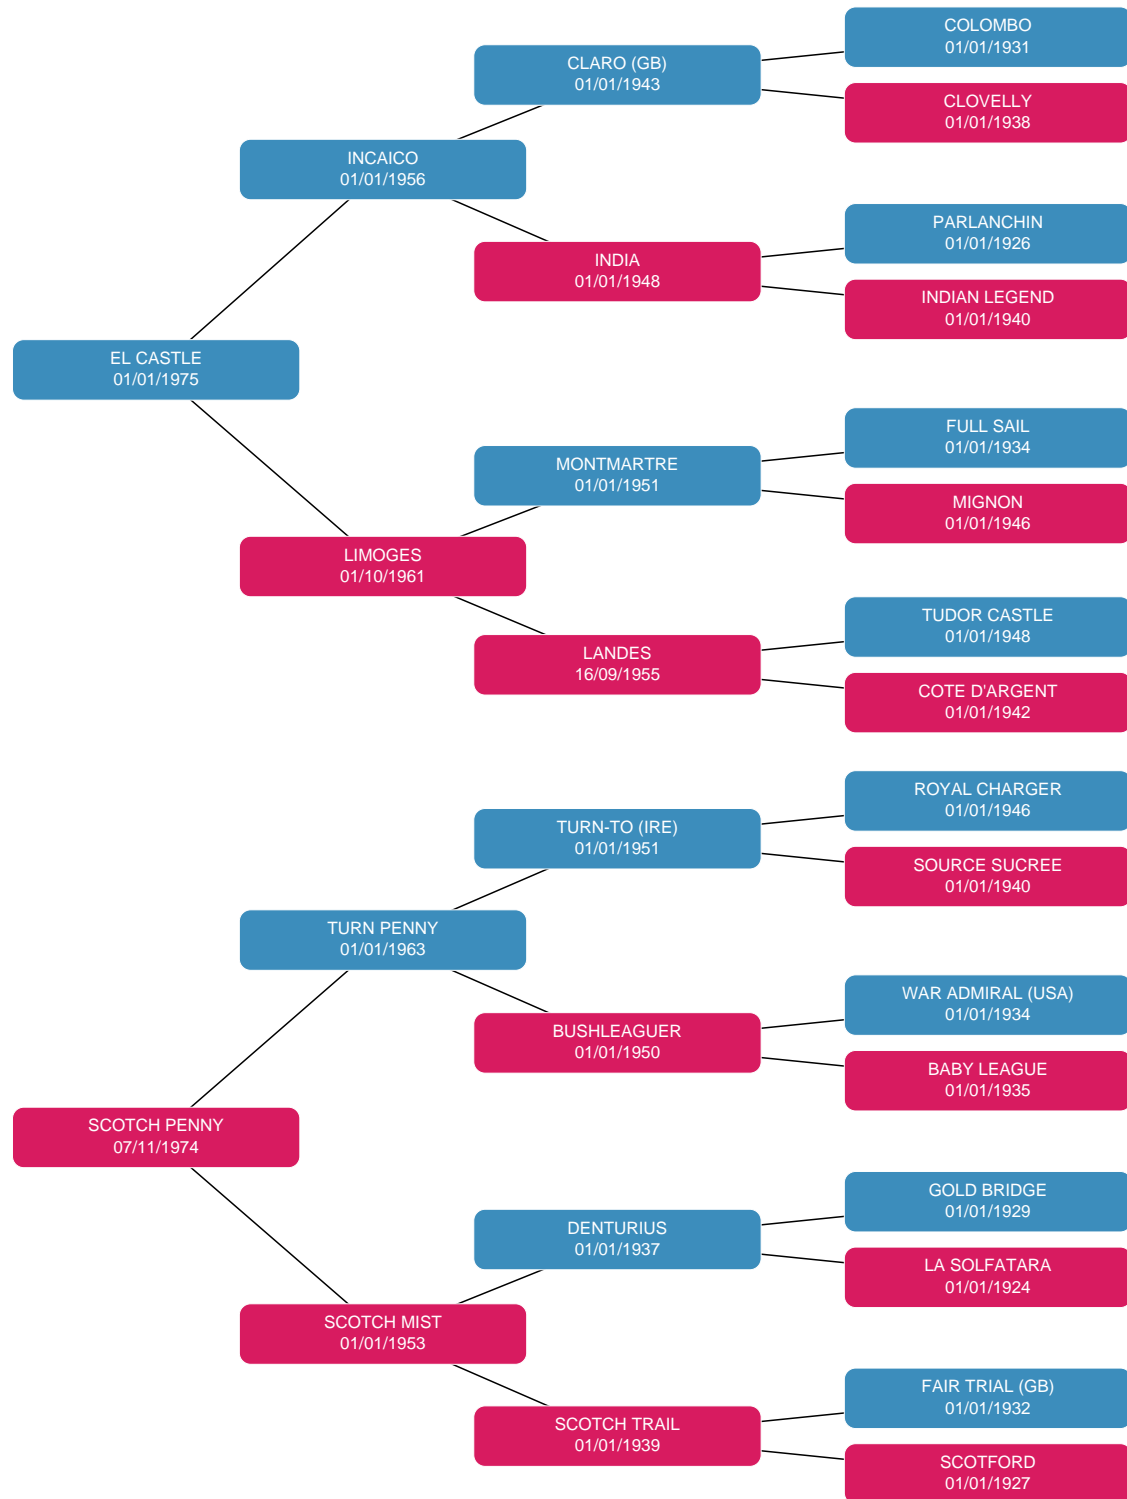 COLOMBO
01/01/1931
CLARO (GB)
01/01/1943
CLOVELLY
01/01/1938
INCAICO
01/01/1956
PARLANCHIN
01/01/1926
INDIA
01/01/1948
INDIAN LEGEND
01/01/1940
EL CASTLE
01/01/1975
FULL SAIL
01/01/1934
MONTMARTRE
01/01/1951
MIGNON
01/01/1946
LIMOGES
01/10/1961
TUDOR CASTLE
01/01/1948
LANDES
16/09/1955
COTE D'ARGENT
01/01/1942
ROYAL CHARGER
01/01/1946
TURN-TO (IRE)
01/01/1951
SOURCE SUCREE
01/01/1940
TURN PENNY
01/01/1963
WAR ADMIRAL (USA)
01/01/1934
BUSHLEAGUER
01/01/1950
BABY LEAGUE
01/01/1935
SCOTCH PENNY
07/11/1974
GOLD BRIDGE
01/01/1929
DENTURIUS
01/01/1937
LA SOLFATARA
01/01/1924
SCOTCH MIST
01/01/1953
FAIR TRIAL (GB)
01/01/1932
SCOTCH TRAIL
01/01/1939
SCOTFORD
01/01/1927